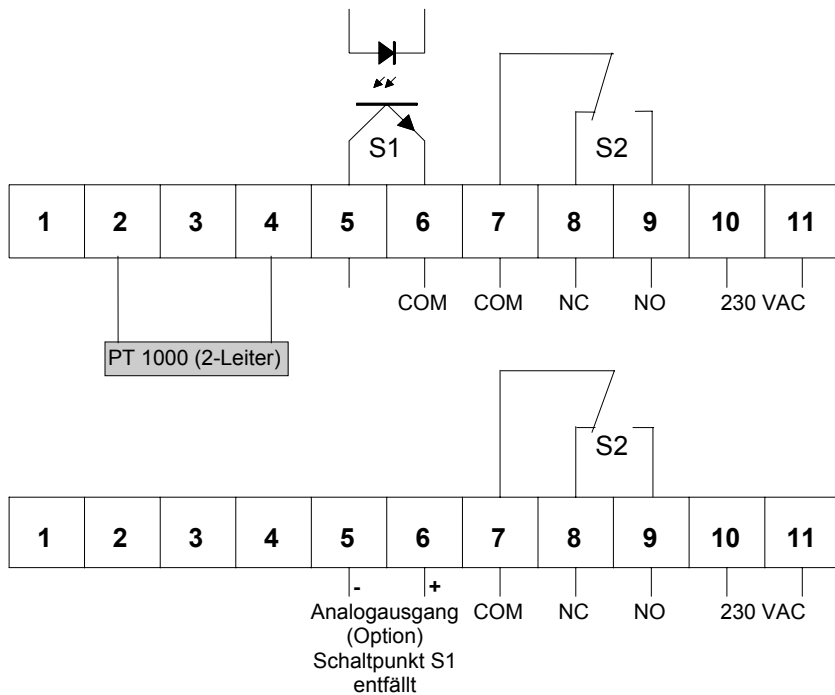 S1
S2
1 2 3 4 5 6 7 8 9 10 11
COM COM NC NO 230 VAC
PT 1000 (2-Leiter)
S2
1 2 3 4 5 6 7 8 9 10 11
- +
Analogausgang COM NC NO 230 VAC
(Option)
Schaltpunkt S1
entfällt